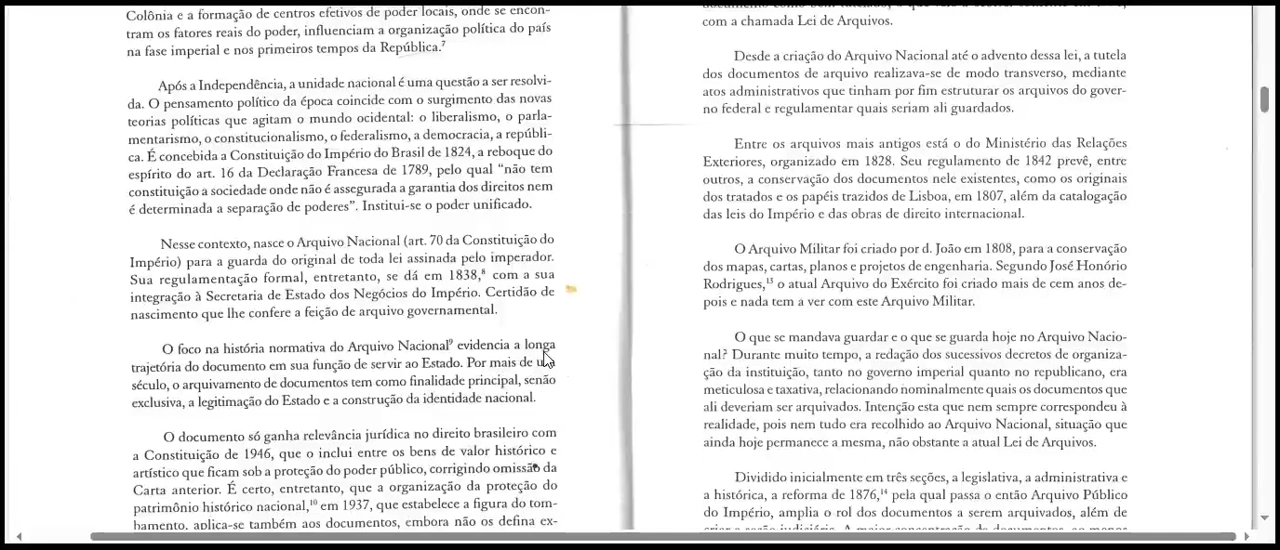 Colônia e a formação de centros efetivos de poder locais, onde se encon-
tram os fatores reais do poder, influenciam a organização política do país
na fase imperial e nos primeiros tempos da República.⁷
Após a Independência, a unidade nacional é uma questão a ser resolvi-
da. O pensamento político da época coincide com o surgimento das novas
teorias políticas que agitam o mundo ocidental: o liberalismo, o parla-
mentarismo, o constitucionalismo, o federalismo, a democracia, a repúbli-
ca. É concebida a Constituição do Império do Brasil de 1824, a reboque do
espírito do art. 16 da Declaração Francesa de 1789, pelo qual “não tem
constituição a sociedade onde não é assegurada a garantia dos direitos nem
é determinada a separação de poderes”. Institui-se o poder unificado.
Nesse contexto, nasce o Arquivo Nacional (art. 70 da Constituição do
Império) para a guarda do original de toda lei assinada pelo imperador.
Sua regulamentação formal, entretanto, se dá em 1838,⁸ com a sua
integração à Secretaria de Estado dos Negócios do Império. Certidão de
nascimento que lhe confere a feição de arquivo governamental.
O foco na história normativa do Arquivo Nacional⁹ evidencia a longa
trajetória do documento em sua função de servir ao Estado. Por mais de
século, o arquivamento de documentos tem como finalidade principal, senão
exclusiva, a legitimação do Estado e a construção da identidade nacional.
O documento só ganha relevância jurídica no direito brasileiro com
a Constituição de 1946, que o inclui entre os bens de valor histórico e
artístico que ficam sob a proteção do poder público, corrigindo omissão da
Carta anterior. É certo, entretanto, que a organização da proteção do
patrimônio histórico nacional,¹⁰ em 1937, que estabelece a figura do tom-
bamento, aplica-se também aos documentos, embora não os defina ex-
com a chamada Lei de Arquivos.
Desde a criação do Arquivo Nacional até o advento dessa lei, a tutela
dos documentos de arquivo realizava-se de modo transverso, mediante
atos administrativos que tinham por fim estruturar os arquivos do gover-
no federal e regulamentar quais seriam ali guardados.
Entre os arquivos mais antigos está o do Ministério das Relações
Exteriores, organizado em 1828. Seu regulamento de 1842 prevê, entre
outros, a conservação dos documentos nele existentes, como os originais
dos tratados e os papéis trazidos de Lisboa, em 1807, além da catalogação
das leis do Império e das obras de direito internacional.
O Arquivo Militar foi criado por d. João em 1808, para a conservação
dos mapas, cartas, planos e projetos de engenharia. Segundo José Honório
Rodrigues,¹³ o atual Arquivo do Exército foi criado mais de cem anos de-
pois e nada tem a ver com este Arquivo Militar.
O que se mandava guardar e o que se guarda hoje no Arquivo Nacio-
nal? Durante muito tempo, a redação dos sucessivos decretos de organiza-
ção da instituição, tanto no governo imperial quanto no republicano, era
meticulosa e taxativa, relacionando nominalmente quais os documentos que
ali deveriam ser arquivados. Intenção esta que nem sempre correspondeu à
realidade, pois nem tudo era recolhido ao Arquivo Nacional, situação que
ainda hoje permanece a mesma, não obstante a atual Lei de Arquivos.
Dividido inicialmente em três seções, a legislativa, a administrativa e
a histórica, a reforma de 1876,¹⁴ pela qual passa o então Arquivo Público
do Império, amplia o rol dos documentos a serem arquivados, além de